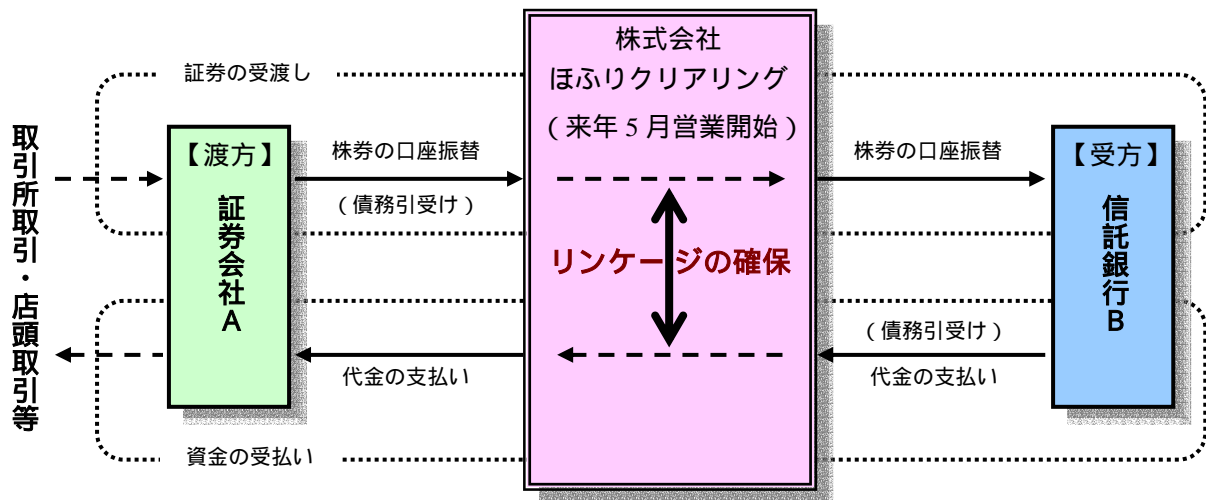 株式会社
ほふりクリアリング
(来年5月営業開始)
証券の受渡し
取引所取引・店頭取引等
【渡方】
証券会社A
株券の口座振替
(債務引受け)
リンケージの確保
株券の口座振替
【受方】
信託銀行B
(債務引受け)
代金の支払い
代金の支払い
資金の受払い